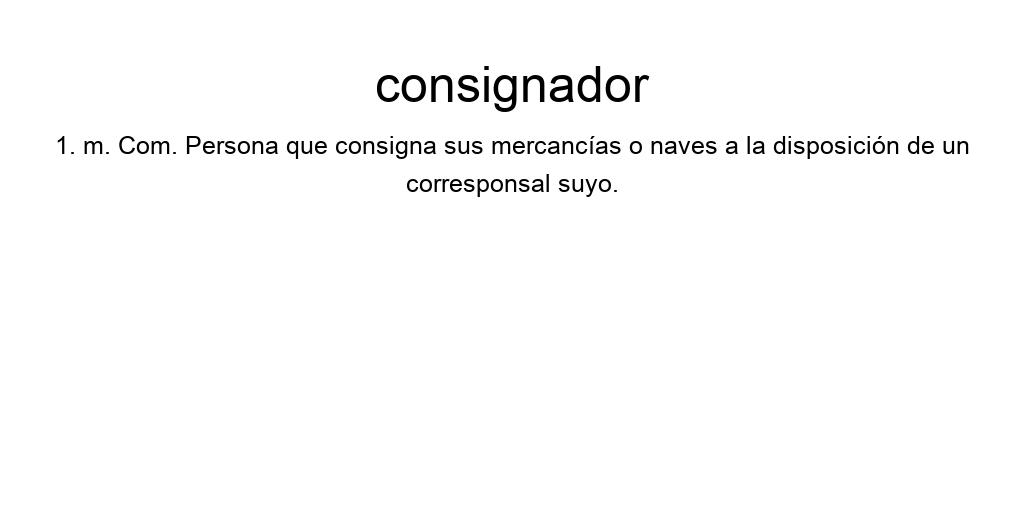 consignador
1. m. Com. Persona que consigna sus mercancías o naves a la disposición de un
corresponsal suyo.